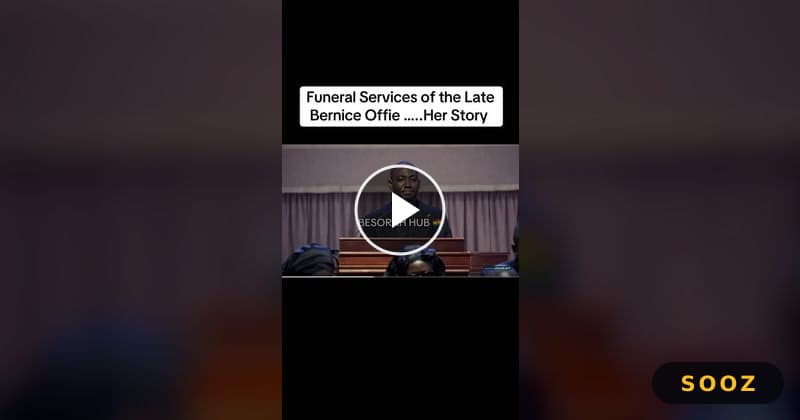 Funeral Services of the Late
Bernice Offie .....Her Story
HUB
SOOZ